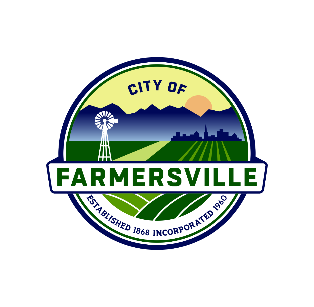 CITY OF
FARMERSVILLE
ESTABLISHED 1868 INCORPORATED 1960